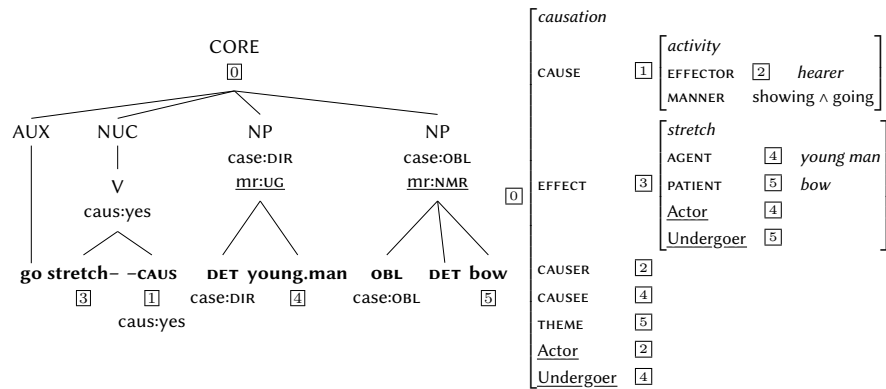 CORE
0
AUX NUC NP NP
case:DIR case:OBL
mr:UG mr:NMR
V
caus:yes
go stretch– –CAUS DET young.man OBL DET bow
3 1 case:DIR 4 case:OBL 5
caus:yes
0
causation
CAUSE 1
activity
EFFECTOR 2 hearer
MANNER showing ∧ going
EFFECT 3
stretch
AGENT 4 young man
PATIENT 5 bow
Actor 4
Undergoer 5
CAUSER 2
CAUSEE 4
THEME 5
Actor 2
Undergoer 4